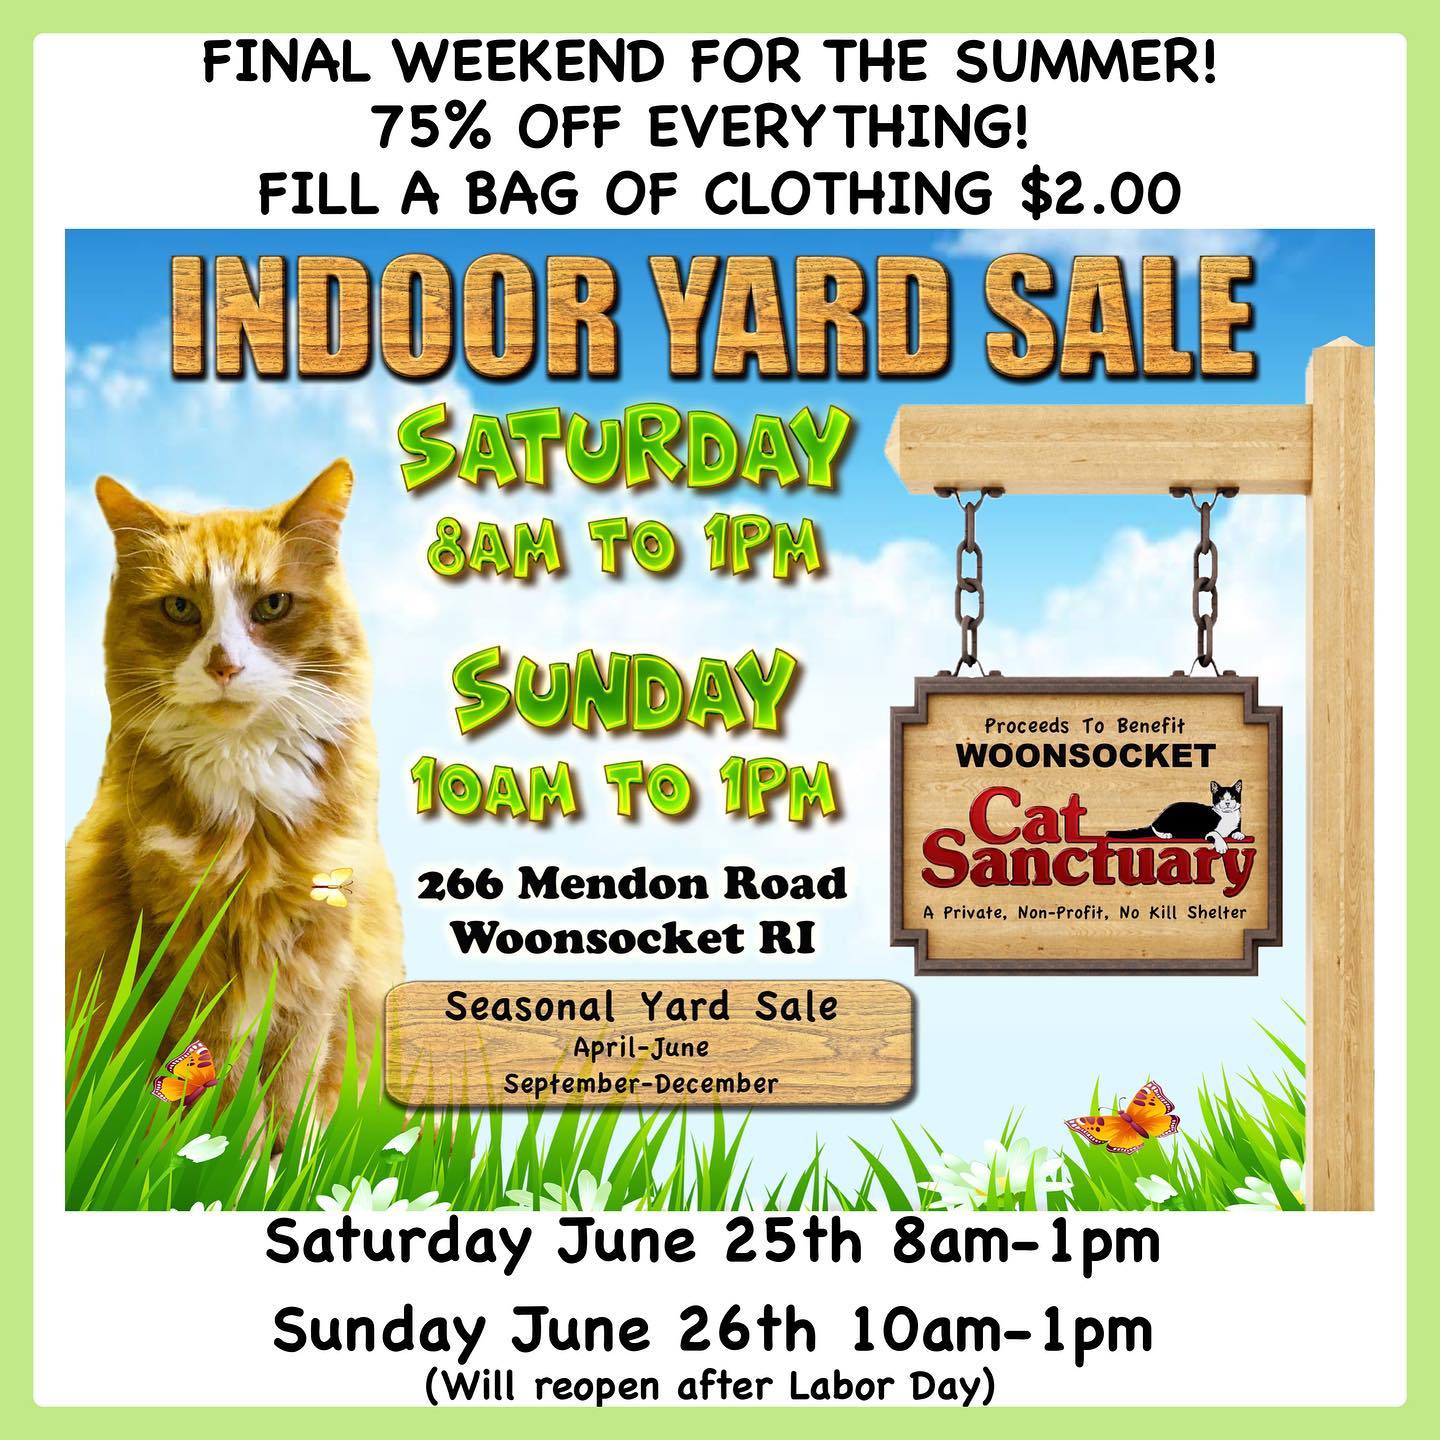 FINAL WEEKEND FOR THE SUMMER!
75% OFF EVERYTHING!
FILL A BAG OF CLOTHING $2.00
INDOOR YARD SALE
SATURDAY
8AM TO 1PM
SUNDAY
10AM TO 1PM
266 Mendon Road
Woonsocket RI
Seasonal Yard Sale
April-June
September-December
Proceeds To Benefit
WOONSOCKET
Cat
Sanctuary
A Private, Non-Profit, No Kill Shelter
Saturday June 25th 8am-1pm
Sunday June 26th 10am-1pm
(Will reopen after Labor Day)